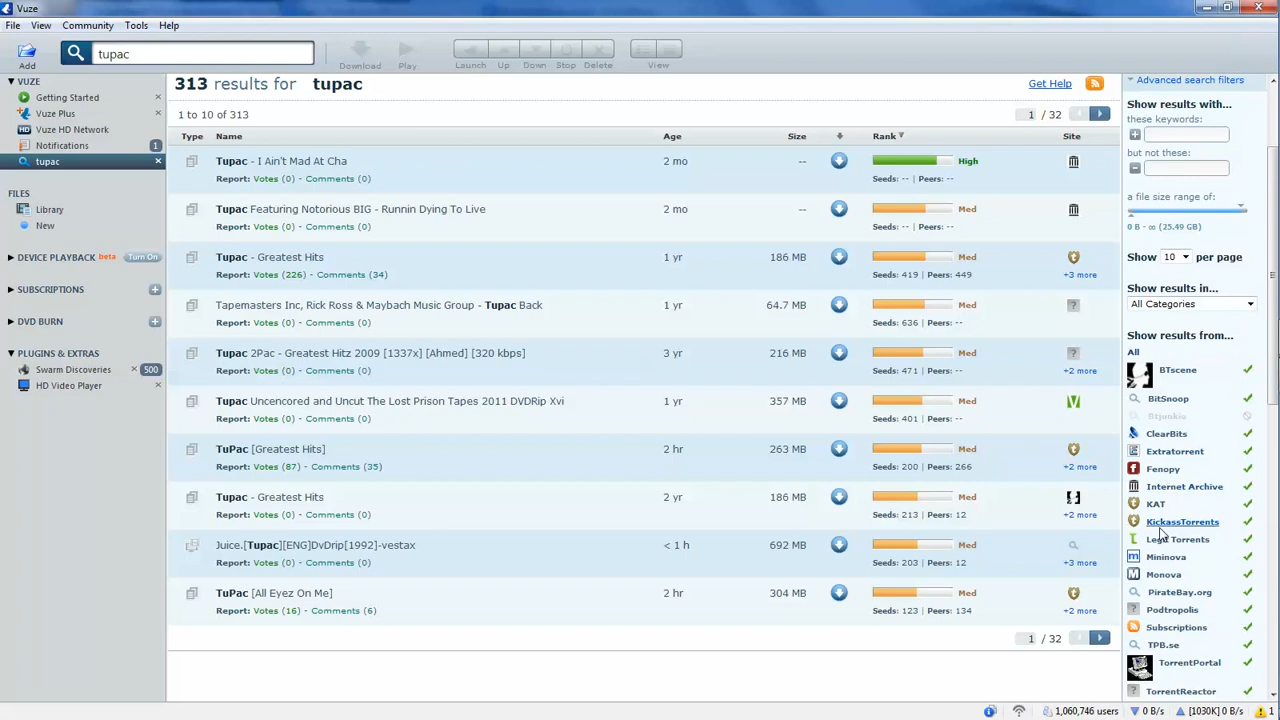 Vuze
File View Community Tools Help
Add tupac Download Play Launch Up Down Stop Delete View
VUZE
Getting Started
Vuze Plus
Vuze HD Network
Notifications 1
tupac
FILES
Library
New
DEVICE PLAYBACK beta Turn On
SUBSCRIPTIONS
DVD BURN
PLUGINS & EXTRAS
Swarm Discoveries 500
HD Video Player
313 results for tupac Get Help
1 to 10 of 313 1 / 32
Type Name Age Size Rank Site
Tupac - I Ain't Mad At Cha 2 mo -- High
Report: Votes (0) - Comments (0) Seeds: -- | Peers: --
Tupac Featuring Notorious BIG - Runnin Dying To Live 2 mo -- Med
Report: Votes (0) - Comments (0) Seeds: -- | Peers: --
Tupac - Greatest Hits 1 yr 186 MB Med
Report: Votes (226) - Comments (34) Seeds: 419 | Peers: 449 +3 more
Tapemasters Inc, Rick Ross & Maybach Music Group - Tupac Back 1 yr 64.7 MB Med ?
Report: Votes (0) - Comments (0) Seeds: 636 | Peers: --
Tupac 2Pac - Greatest Hitz 2009 [1337x] [Ahmed] [320 kbps] 3 yr 216 MB Med ?
Report: Votes (0) - Comments (0) Seeds: 471 | Peers: -- +2 more
Tupac Uncencored and Uncut The Lost Prison Tapes 2011 DVDRip Xvi 1 yr 357 MB Med
Report: Votes (0) - Comments (0) Seeds: 401 | Peers: --
TuPac [Greatest Hits] 2 hr 263 MB Med
Report: Votes (87) - Comments (35) Seeds: 200 | Peers: 266 +2 more
Tupac - Greatest Hits 2 yr 186 MB Med
Report: Votes (0) - Comments (0) Seeds: 213 | Peers: 12 +2 more
Juice.[Tupac][ENG]DvDrip[1992]-vestax < 1 h 692 MB Med
Report: Votes (0) - Comments (0) Seeds: 203 | Peers: 12 +3 more
TuPac [All Eyez On Me] 2 hr 304 MB Med
Report: Votes (16) - Comments (6) Seeds: 123 | Peers: 134 +2 more
1 / 32
Advanced search filters
Show results with...
these keywords:
but not these:
a file size range of:
0 B - ∞ (25.49 GB)
Show 10 per page
Show results in...
All Categories
Show results from...
All
BTscene
BitSnoop
Btjunkie
ClearBits
Extratorrent
Fenopy
Internet Archive
KAT
KickassTorrents
Legal Torrents
Mininova
Monova
PirateBay.org
Podtropolis
Subscriptions
TPB.se
TorrentPortal
TorrentReactor
1,060,746 users 0 B/s [1030K] 0 B/s 1